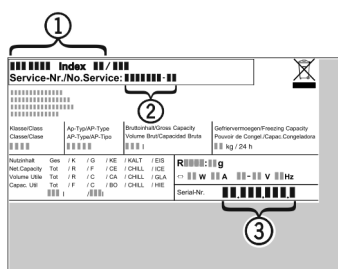 1
Index /
Service-Nr./No.Service: -
2
Klasse/Class
Classe/Clase
Ap-Typ/AP-Type
AP-Type/AP-Tipo
Bruttoinhalt/Gross Capacity
Volume Brut/Capacidad Brute
l
Gefriervermoegen/Freezing Capacity
Pouvoir de Congel./Capac.Congeladora
kg / 24 h
Nutzinhalt Ges / K / G / KE / KALT / EIS
Net.Capacity Tot / R / F / CE / CHILL / ICE
Volume Utile Tot / R / C / CA / CHILL / GLA
Capac. Util Tot / F / C / BO / CHILL / HIE
l / l
R : g
W A - V Hz
Serial-Nr. . . .
3